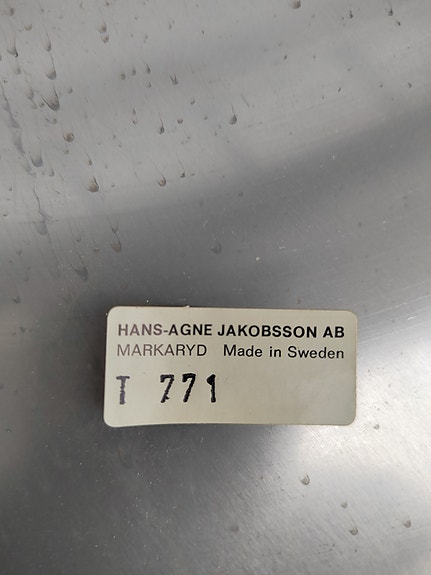 HANS-AGNE JAKOBSSON AB
MARKARYD Made in Sweden
T 771